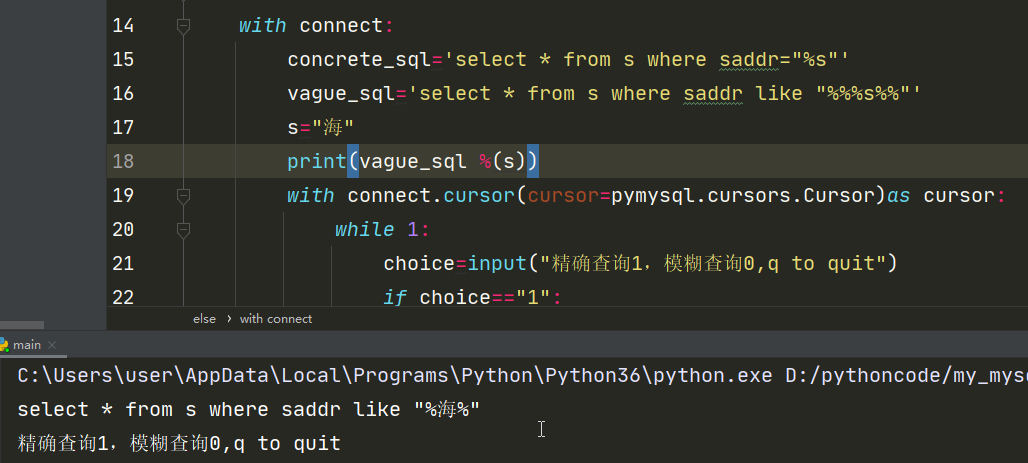 14 with connect:
15 concrete_sql='select * from s where saddr="%s"'
16 vague_sql='select * from s where saddr like "%%%s%%"'
17 s="海"
18 print(vague_sql %(s))
19 with connect.cursor(cursor=pymysql.cursors.Cursor)as cursor:
20 while 1:
21 choice=input("精确查询1，模糊查询0,q to quit")
22 if choice=="1":
else › with connect
main ×
C:\Users\user\AppData\Local\Programs\Python\Python36\python.exe D:/pythoncode/my_mys
select * from s where saddr like "%海%"
精确查询1，模糊查询0,q to quit